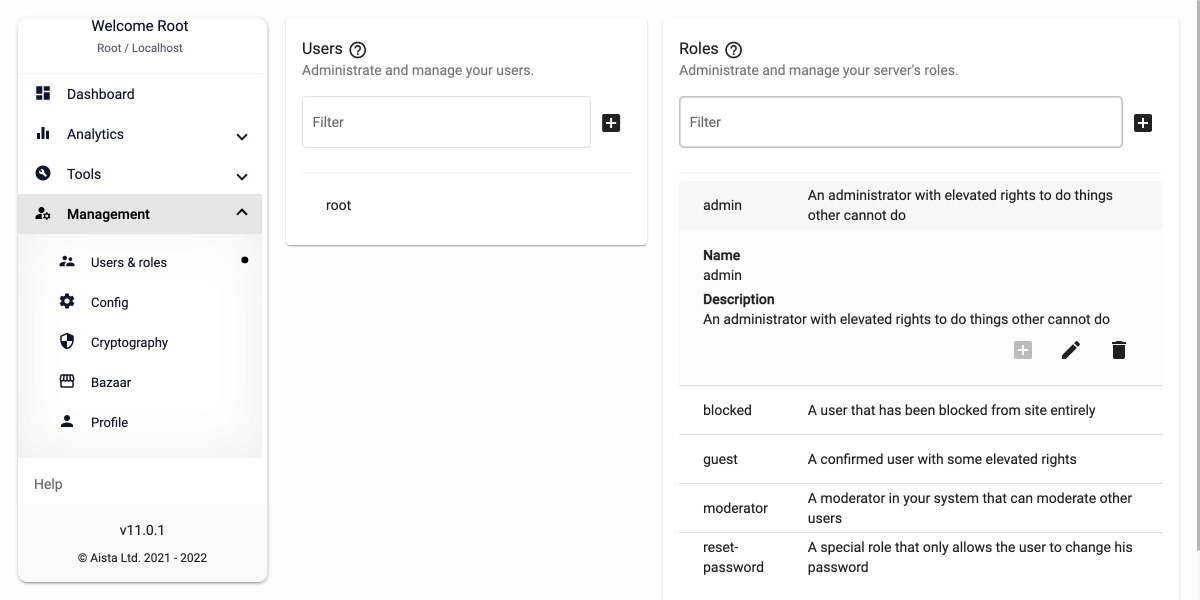 Welcome Root
Root / Localhost
Dashboard
Analytics
Tools
Management
Users & roles
Config
Cryptography
Bazaar
Profile
Help
v11.0.1
© Aista Ltd. 2021 - 2022
Users
Administrate and manage your users.
Filter
root
Roles
Administrate and manage your server's roles.
Filter
admin
An administrator with elevated rights to do things
other cannot do
Name
admin
Description
An administrator with elevated rights to do things other cannot do
blocked
A user that has been blocked from site entirely
guest
A confirmed user with some elevated rights
moderator
A moderator in your system that can moderate other
users
reset-
password
A special role that only allows the user to change his
password